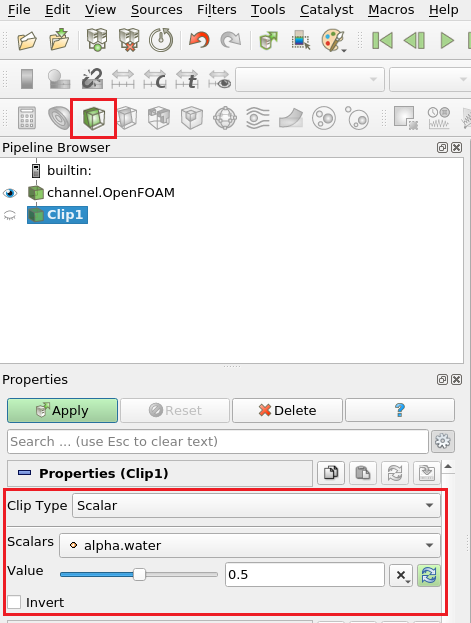 File Edit View Sources Filters Tools Catalyst Macros Help
Pipeline Browser
builtin:
channel.OpenFOAM
Clip1
Properties
Apply Reset Delete ?
Search ... (use Esc to clear text)
Properties (Clip1)
Clip Type Scalar
Scalars alpha.water
Value 0.5
Invert